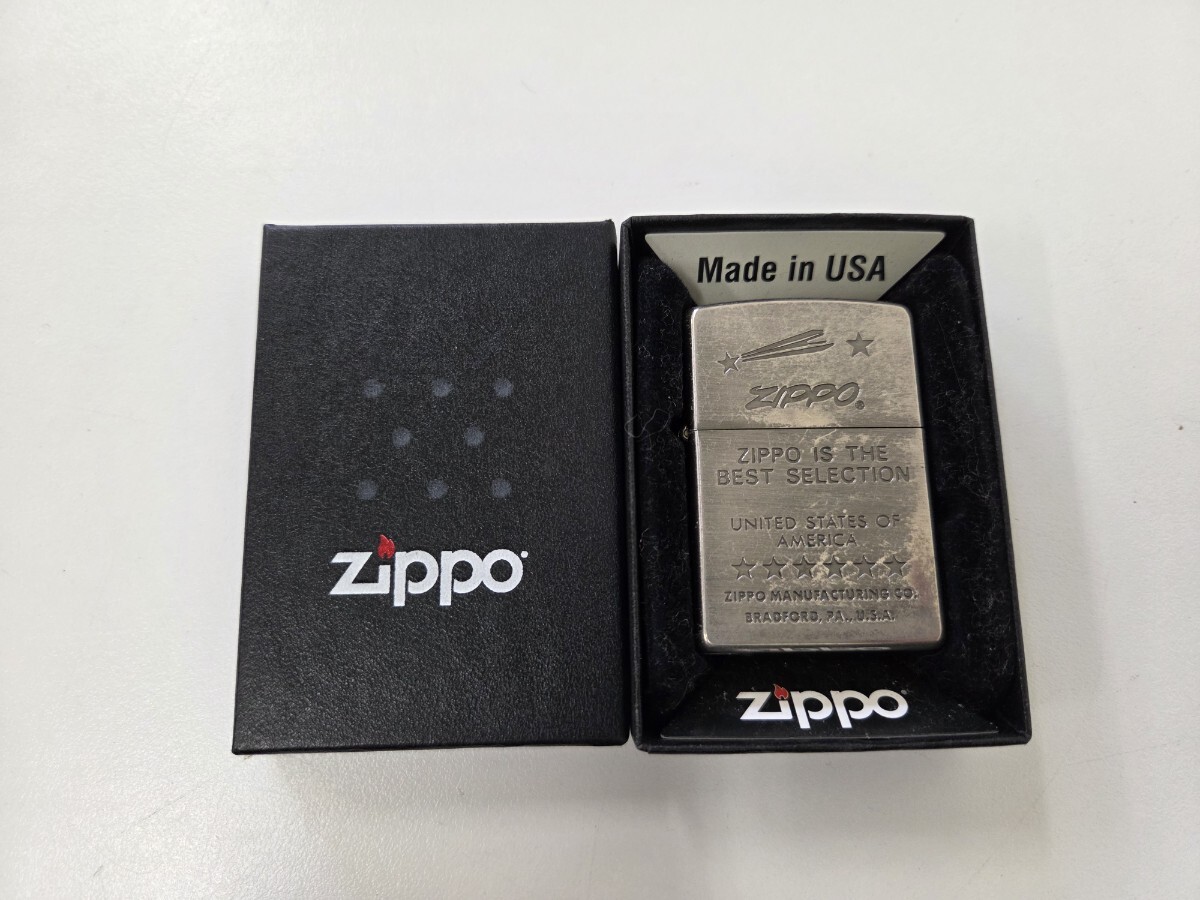 zippo
Made in USA
ZIPPO®
ZIPPO IS THE
BEST SELECTION
UNITED STATES OF
AMERICA
ZIPPO MANUFACTURING CO.
BRADFORD, PA., U.S.A.
zippo